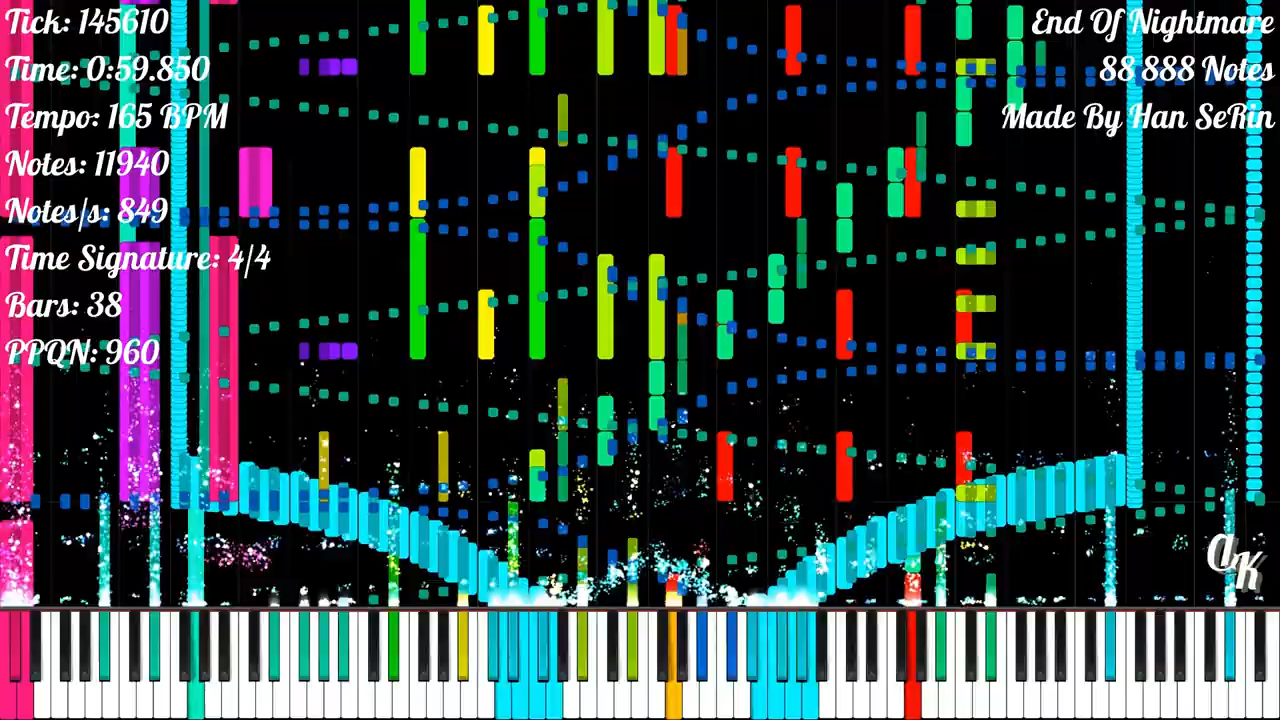 Tick: 145610
Time: 0:59.850
Tempo: 165 BPM
Notes: 11940
Notes/s: 849
Time Signature: 4/4
Bars: 38
PPQN: 960
End Of Nightmare
88 888 Notes
Made By Han SeRin